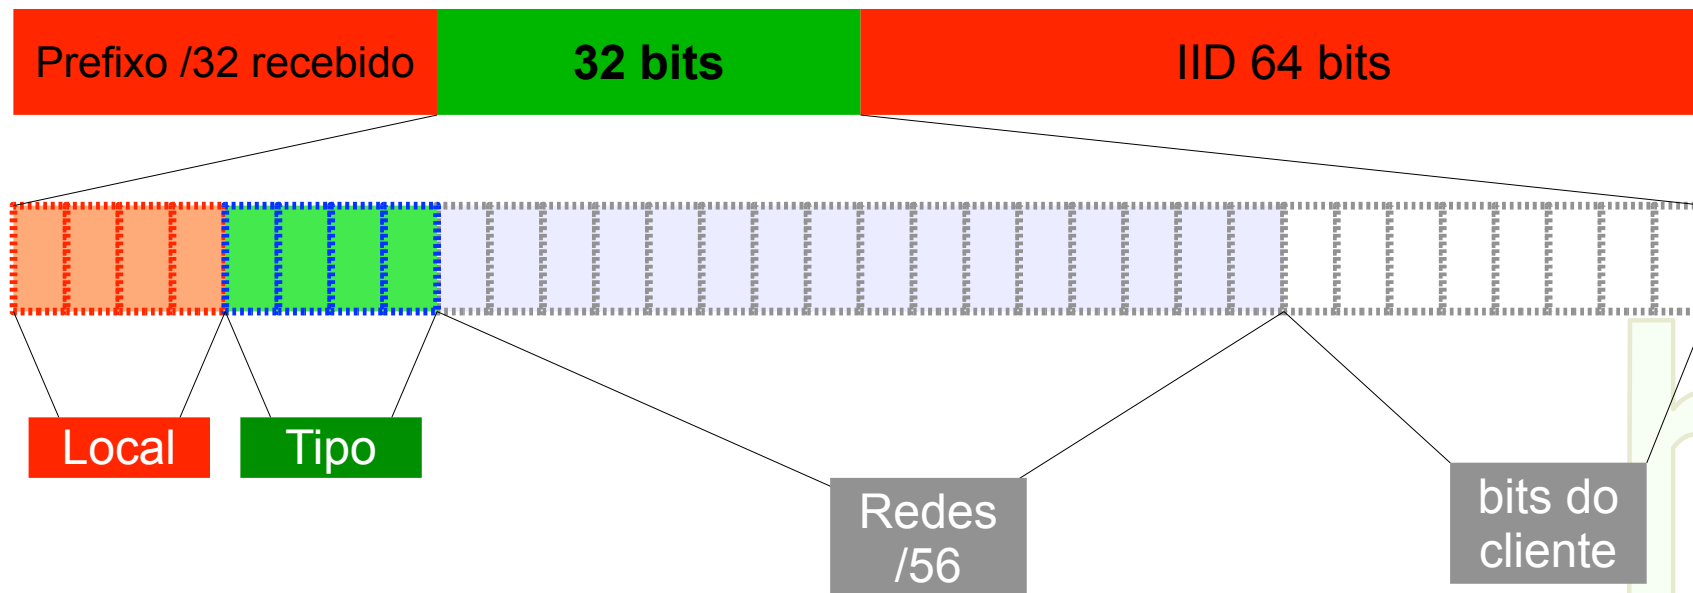 Prefixo /32 recebido
32 bits
IID 64 bits
Local
Tipo
Redes
/56
bits do
cliente